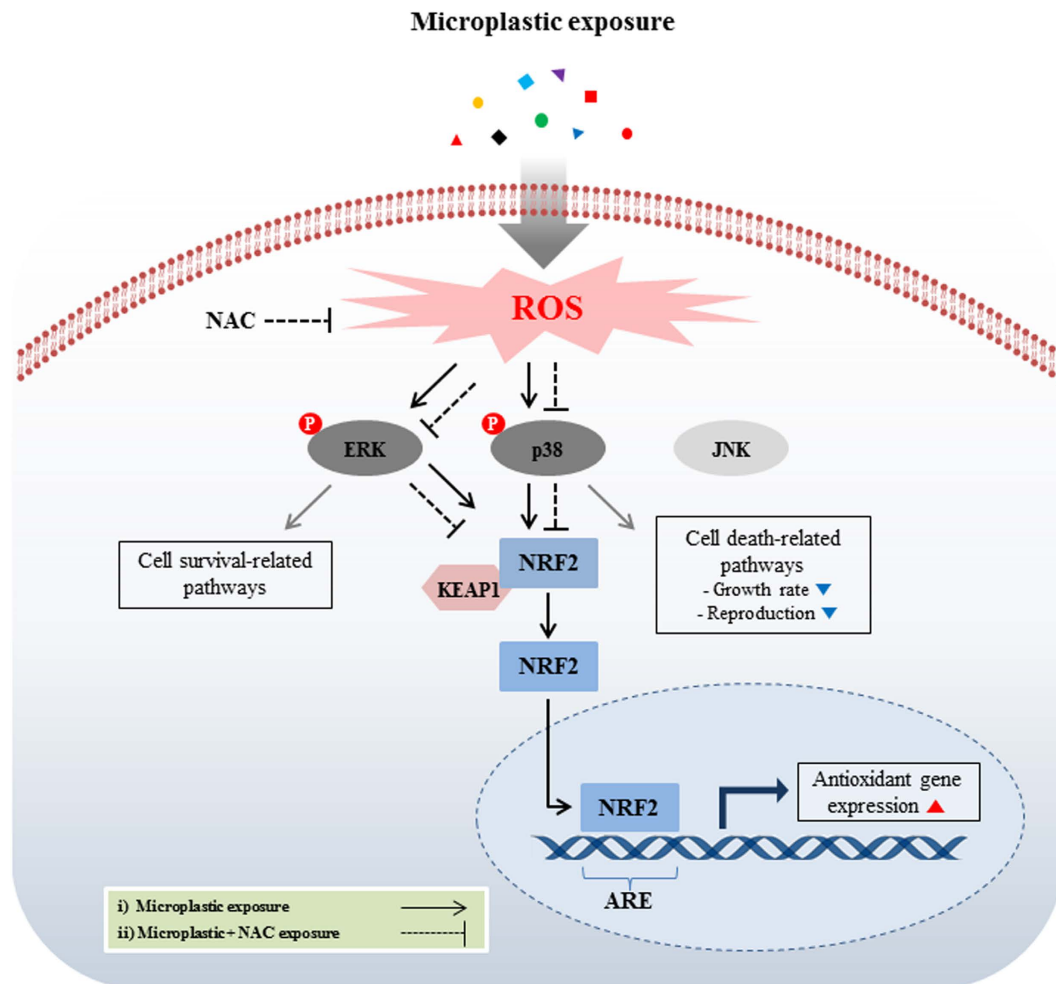 Microplastic exposure
ROS
NAC
P
ERK
P
p38
JNK
Cell survival-related
pathways
Cell death-related
pathways
- Growth rate ▼
- Reproduction ▼
NRF2
KEAP1
NRF2
Antioxidant gene
expression ▲
NRF2
ARE
i) Microplastic exposure
ii) Microplastic+ NAC exposure